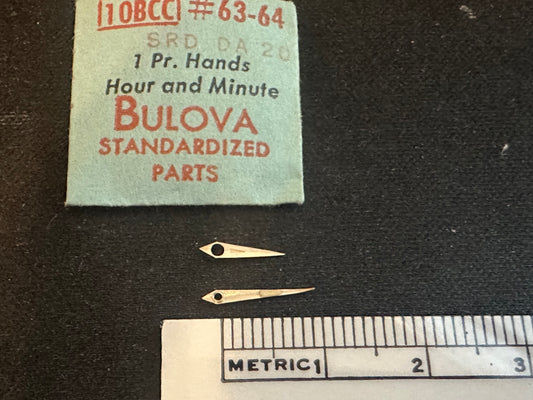 10BCC #63-64
SRD DA 20
1 Pr. Hands
Hour and Minute
BULOVA
STANDARDIZED
PARTS
METRIC 1 2 3